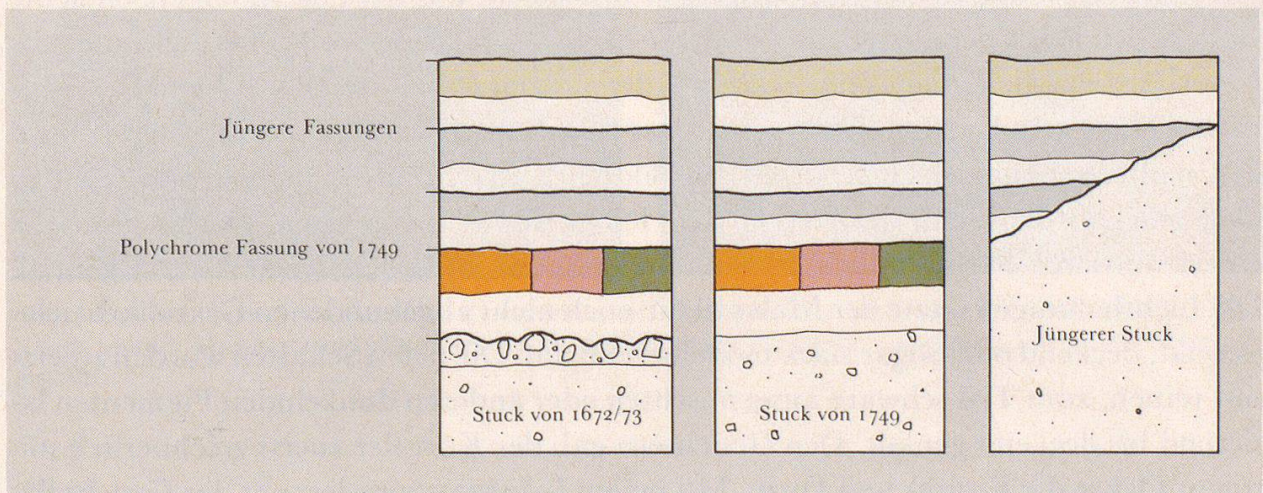 Jüngere Fassungen
Polychrome Fassung von 1749
Jüngerer Stuck
Stuck von 1672/73
Stuck von 1749